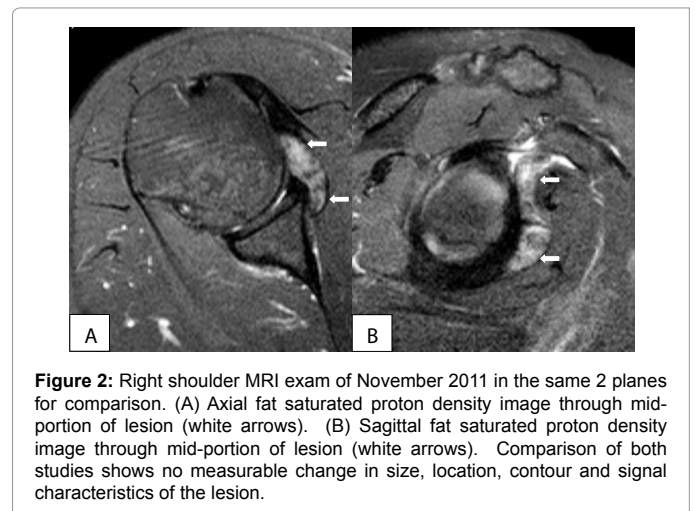 A
B
Figure 2: Right shoulder MRI exam of November 2011 in the same 2 planes
for comparison. (A) Axial fat saturated proton density image through mid-
portion of lesion (white arrows). (B) Sagittal fat saturated proton density
image through mid-portion of lesion (white arrows). Comparison of both
studies shows no measurable change in size, location, contour and signal
characteristics of the lesion.